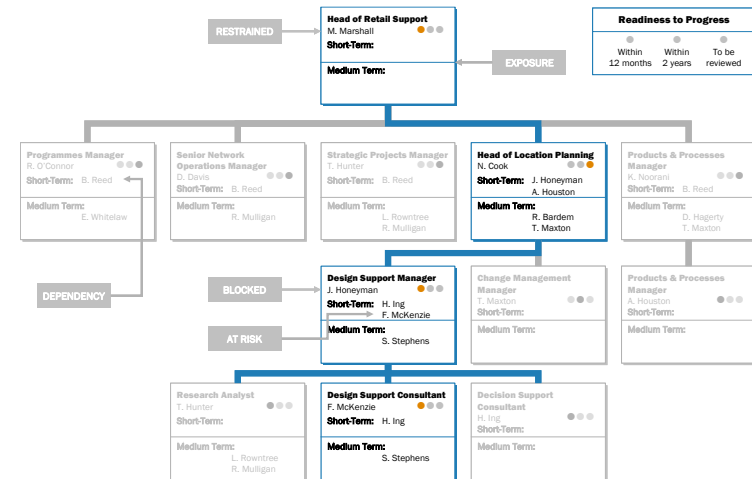 Head of Retail Support
M. Marshall
Short-Term:
Medium Term:
RESTRAINED
EXPOSURE
Readiness to Progress
Within 12 months
Within 2 years
To be reviewed
Programmes Manager
R. O'Connor
Short-Term: B. Reed
Medium Term:
E. Whitelaw
Senior Network
Operations Manager
D. Davis
Short-Term: B. Reed
Medium Term:
R. Mulligan
Strategic Projects Manager
T. Hunter
Short-Term: B. Reed
Medium Term:
L. Rowntree
R. Mulligan
Head of Location Planning
N. Cook
Short-Term: J. Honeyman
A. Houston
Medium Term:
R. Bardem
T. Maxton
Products & Processes
Manager
K. Noorani
Short-Term: B. Reed
Medium Term:
D. Hagerty
T. Maxton
DEPENDENCY
BLOCKED
AT RISK
Design Support Manager
J. Honeyman
Short-Term: H. Ing
F. McKenzie
Medium Term:
S. Stephens
Change Management
Manager
T. Maxton
Short-Term:
Medium Term:
Products & Processes
Manager
A. Houston
Short-Term:
Medium Term:
Research Analyst
T. Hunter
Short-Term:
Medium Term:
L. Rowntree
R. Mulligan
Design Support Consultant
F. McKenzie
Short-Term: H. Ing
Medium Term:
S. Stephens
Decision Support
Consultant
H. Ing
Short-Term:
Medium Term: